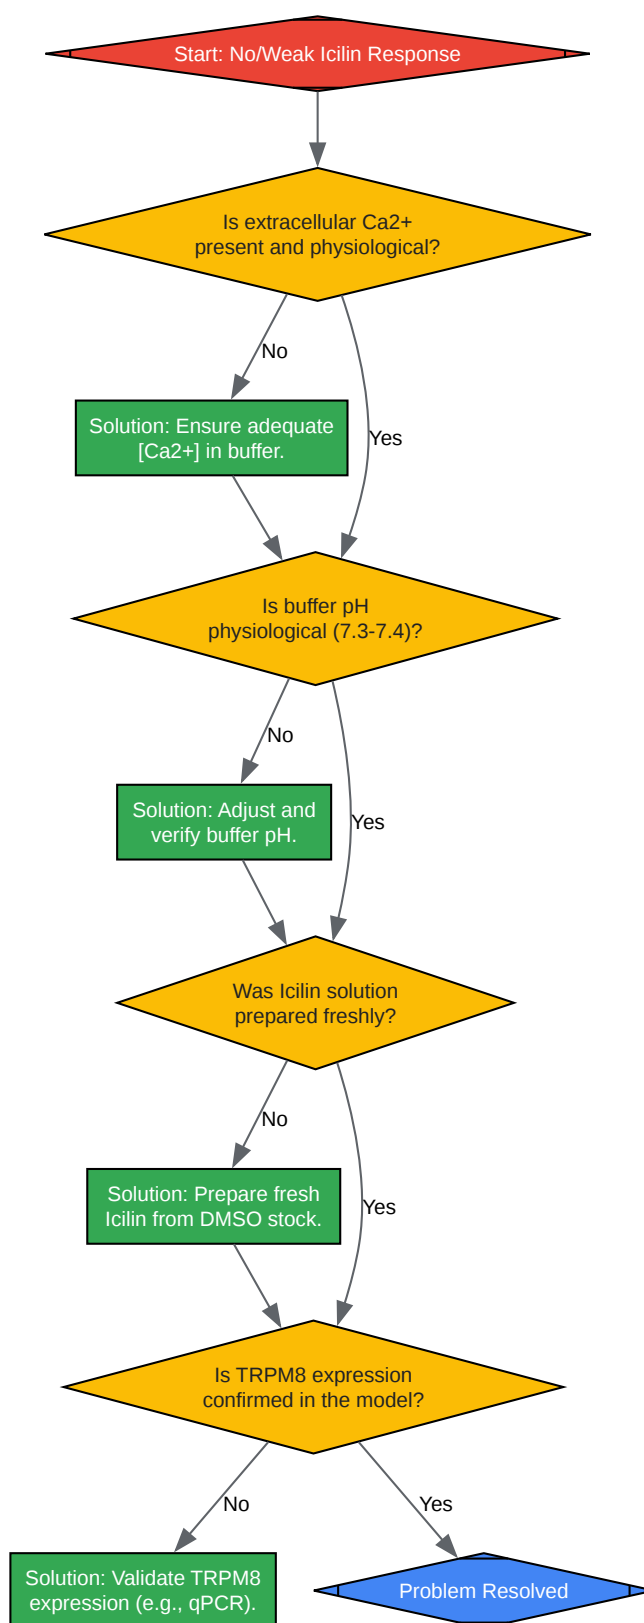 Start: No/Weak Icilin Response
Is extracellular Ca2+
present and physiological?
No
Yes
Solution: Ensure adequate
[Ca2+] in buffer.
Is buffer pH
physiological (7.3-7.4)?
No
Yes
Solution: Adjust and
verify buffer pH.
Was Icilin solution
prepared freshly?
No
Yes
Solution: Prepare fresh
Icilin from DMSO stock.
Is TRPM8 expression
confirmed in the model?
No
Yes
Solution: Validate TRPM8
expression (e.g., qPCR).
Problem Resolved